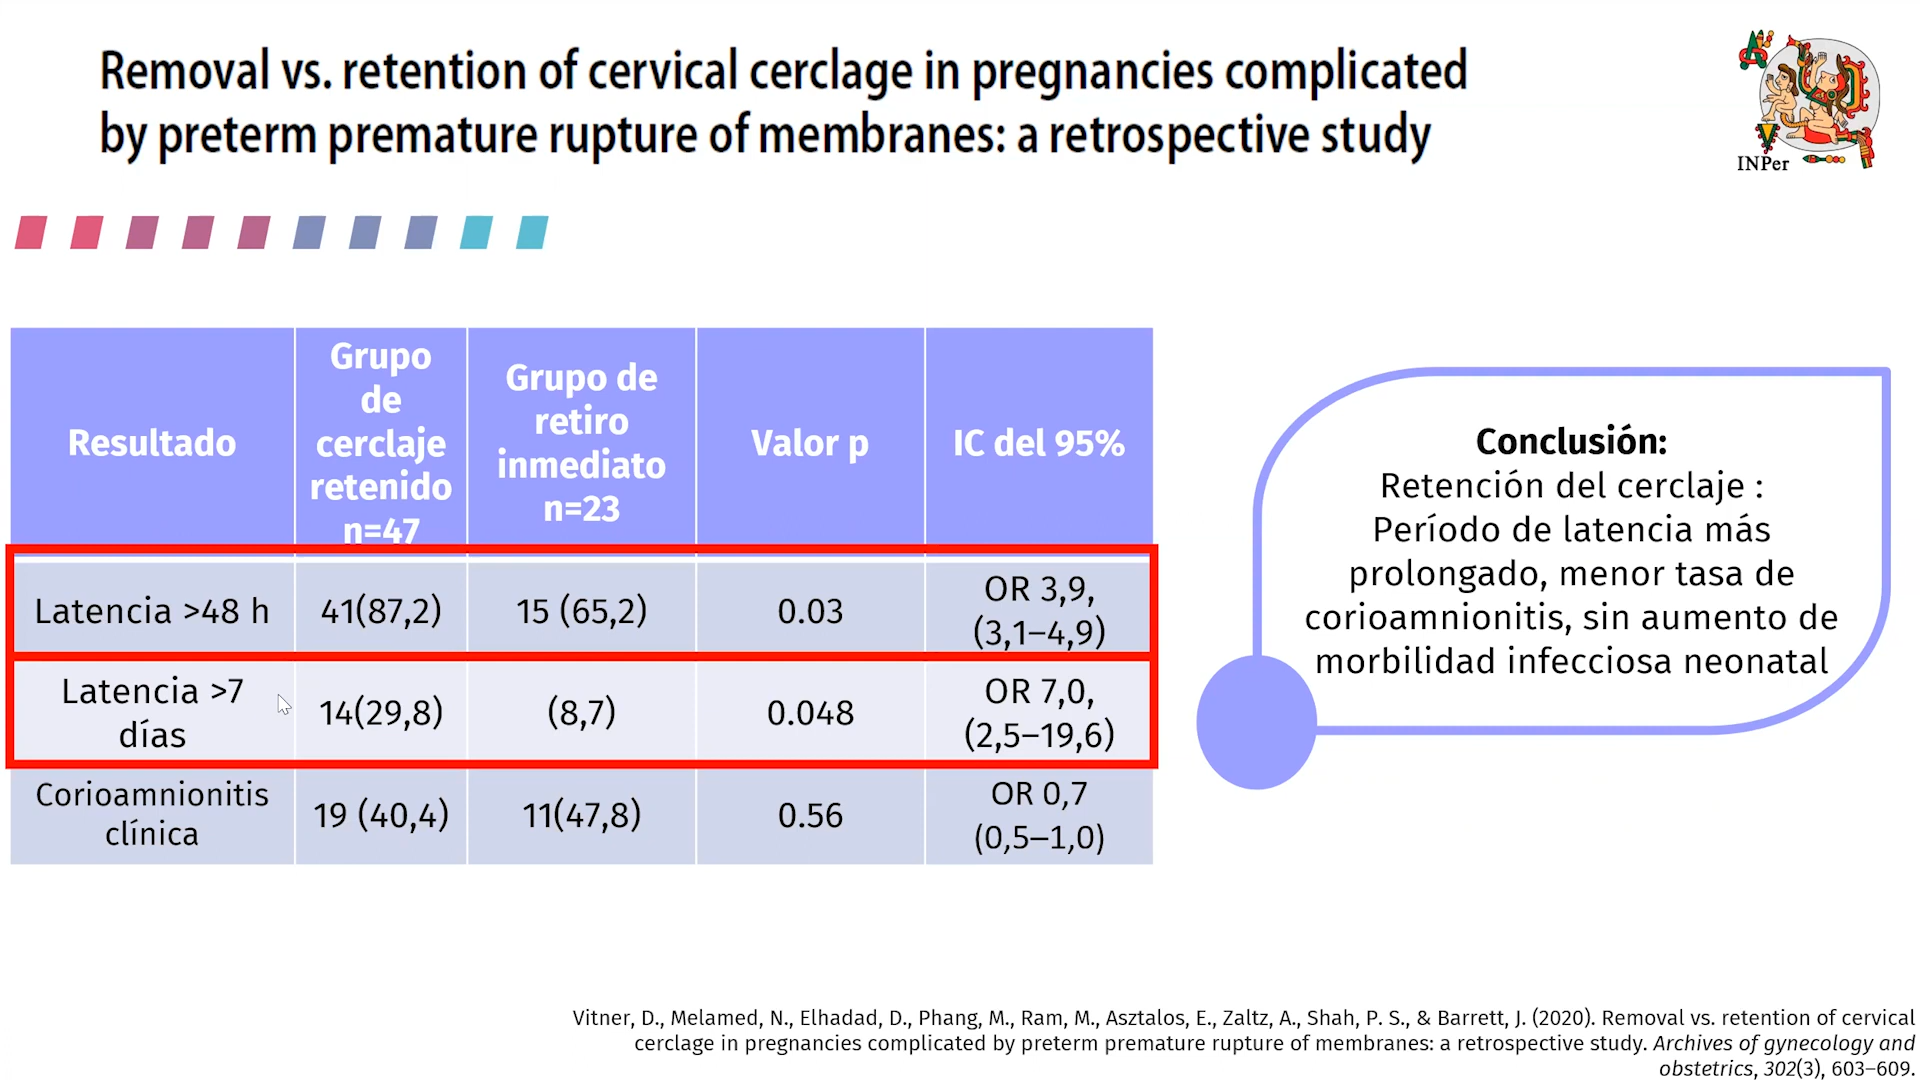 Removal vs. retention of cervical cerclage in pregnancies complicated
by preterm premature rupture of membranes: a retrospective study
INPer
Resultado
Grupo
de
cerclaje
retenido
n=47
Grupo de
retiro
inmediato
n=23
Valor p
IC del 95%
Latencia >48 h
41(87,2)
15 (65,2)
0.03
OR 3,9,
(3,1–4,9)
Latencia >7
días
14(29,8)
(8,7)
0.048
OR 7,0,
(2,5–19,6)
Corioamnionitis
clínica
19 (40,4)
11(47,8)
0.56
OR 0,7
(0,5–1,0)
Conclusión:
Retención del cerclaje :
Período de latencia más
prolongado, menor tasa de
corioamnionitis, sin aumento de
morbilidad infecciosa neonatal
Vitner, D., Melamed, N., Elhadad, D., Phang, M., Ram, M., Asztalos, E., Zaltz, A., Shah, P. S., & Barrett, J. (2020). Removal vs. retention of cervical
cerclage in pregnancies complicated by preterm premature rupture of membranes: a retrospective study. Archives of gynecology and
obstetrics, 302(3), 603–609.